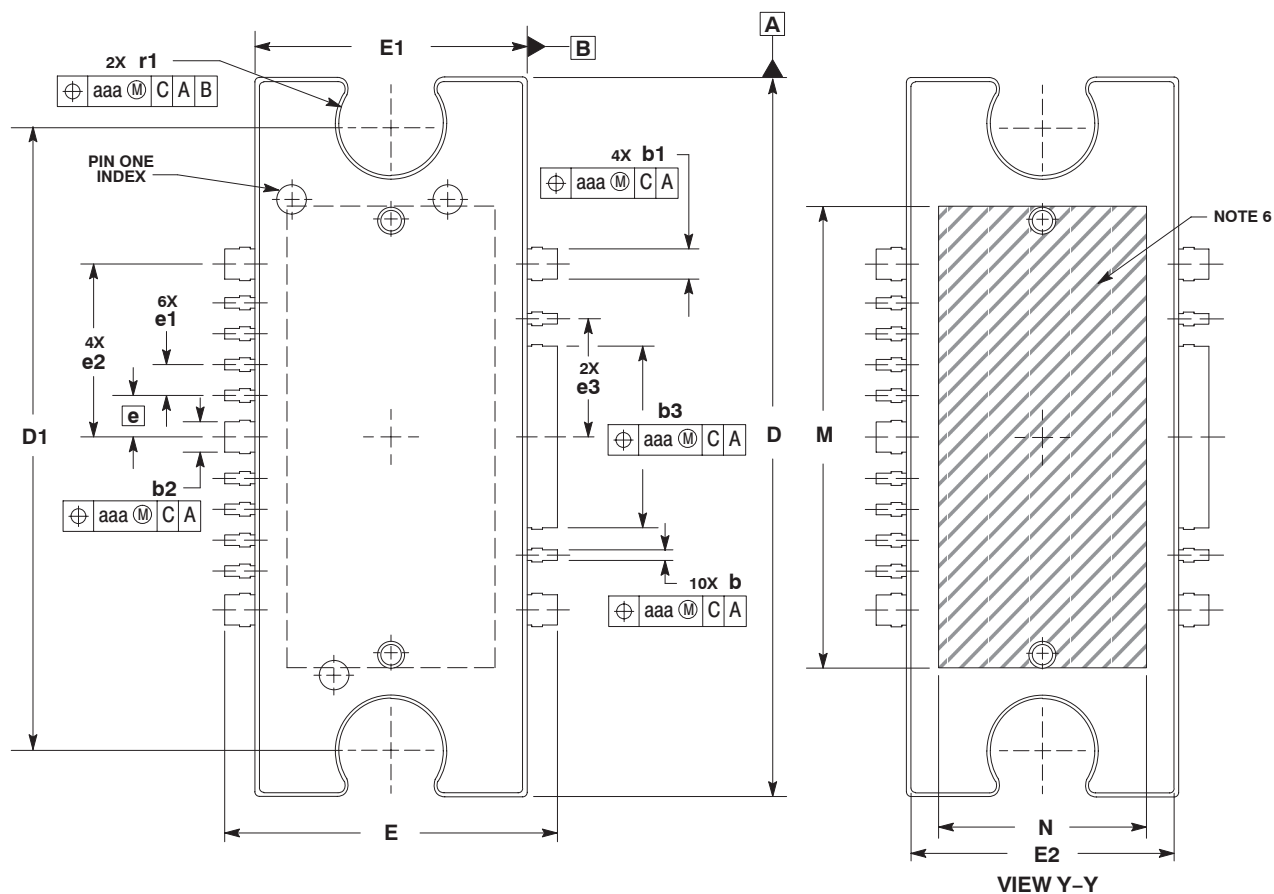 E1
B
A
2X r1
⌖ aaa Ⓜ C A B
PIN ONE
INDEX
4X b1
⌖ aaa Ⓜ C A
NOTE 6
6X
e1
4X
e2
e
2X
e3
b3
⌖ aaa Ⓜ C A
D1
D
M
b2
⌖ aaa Ⓜ C A
10X b
⌖ aaa Ⓜ C A
E
N
E2
VIEW Y–Y